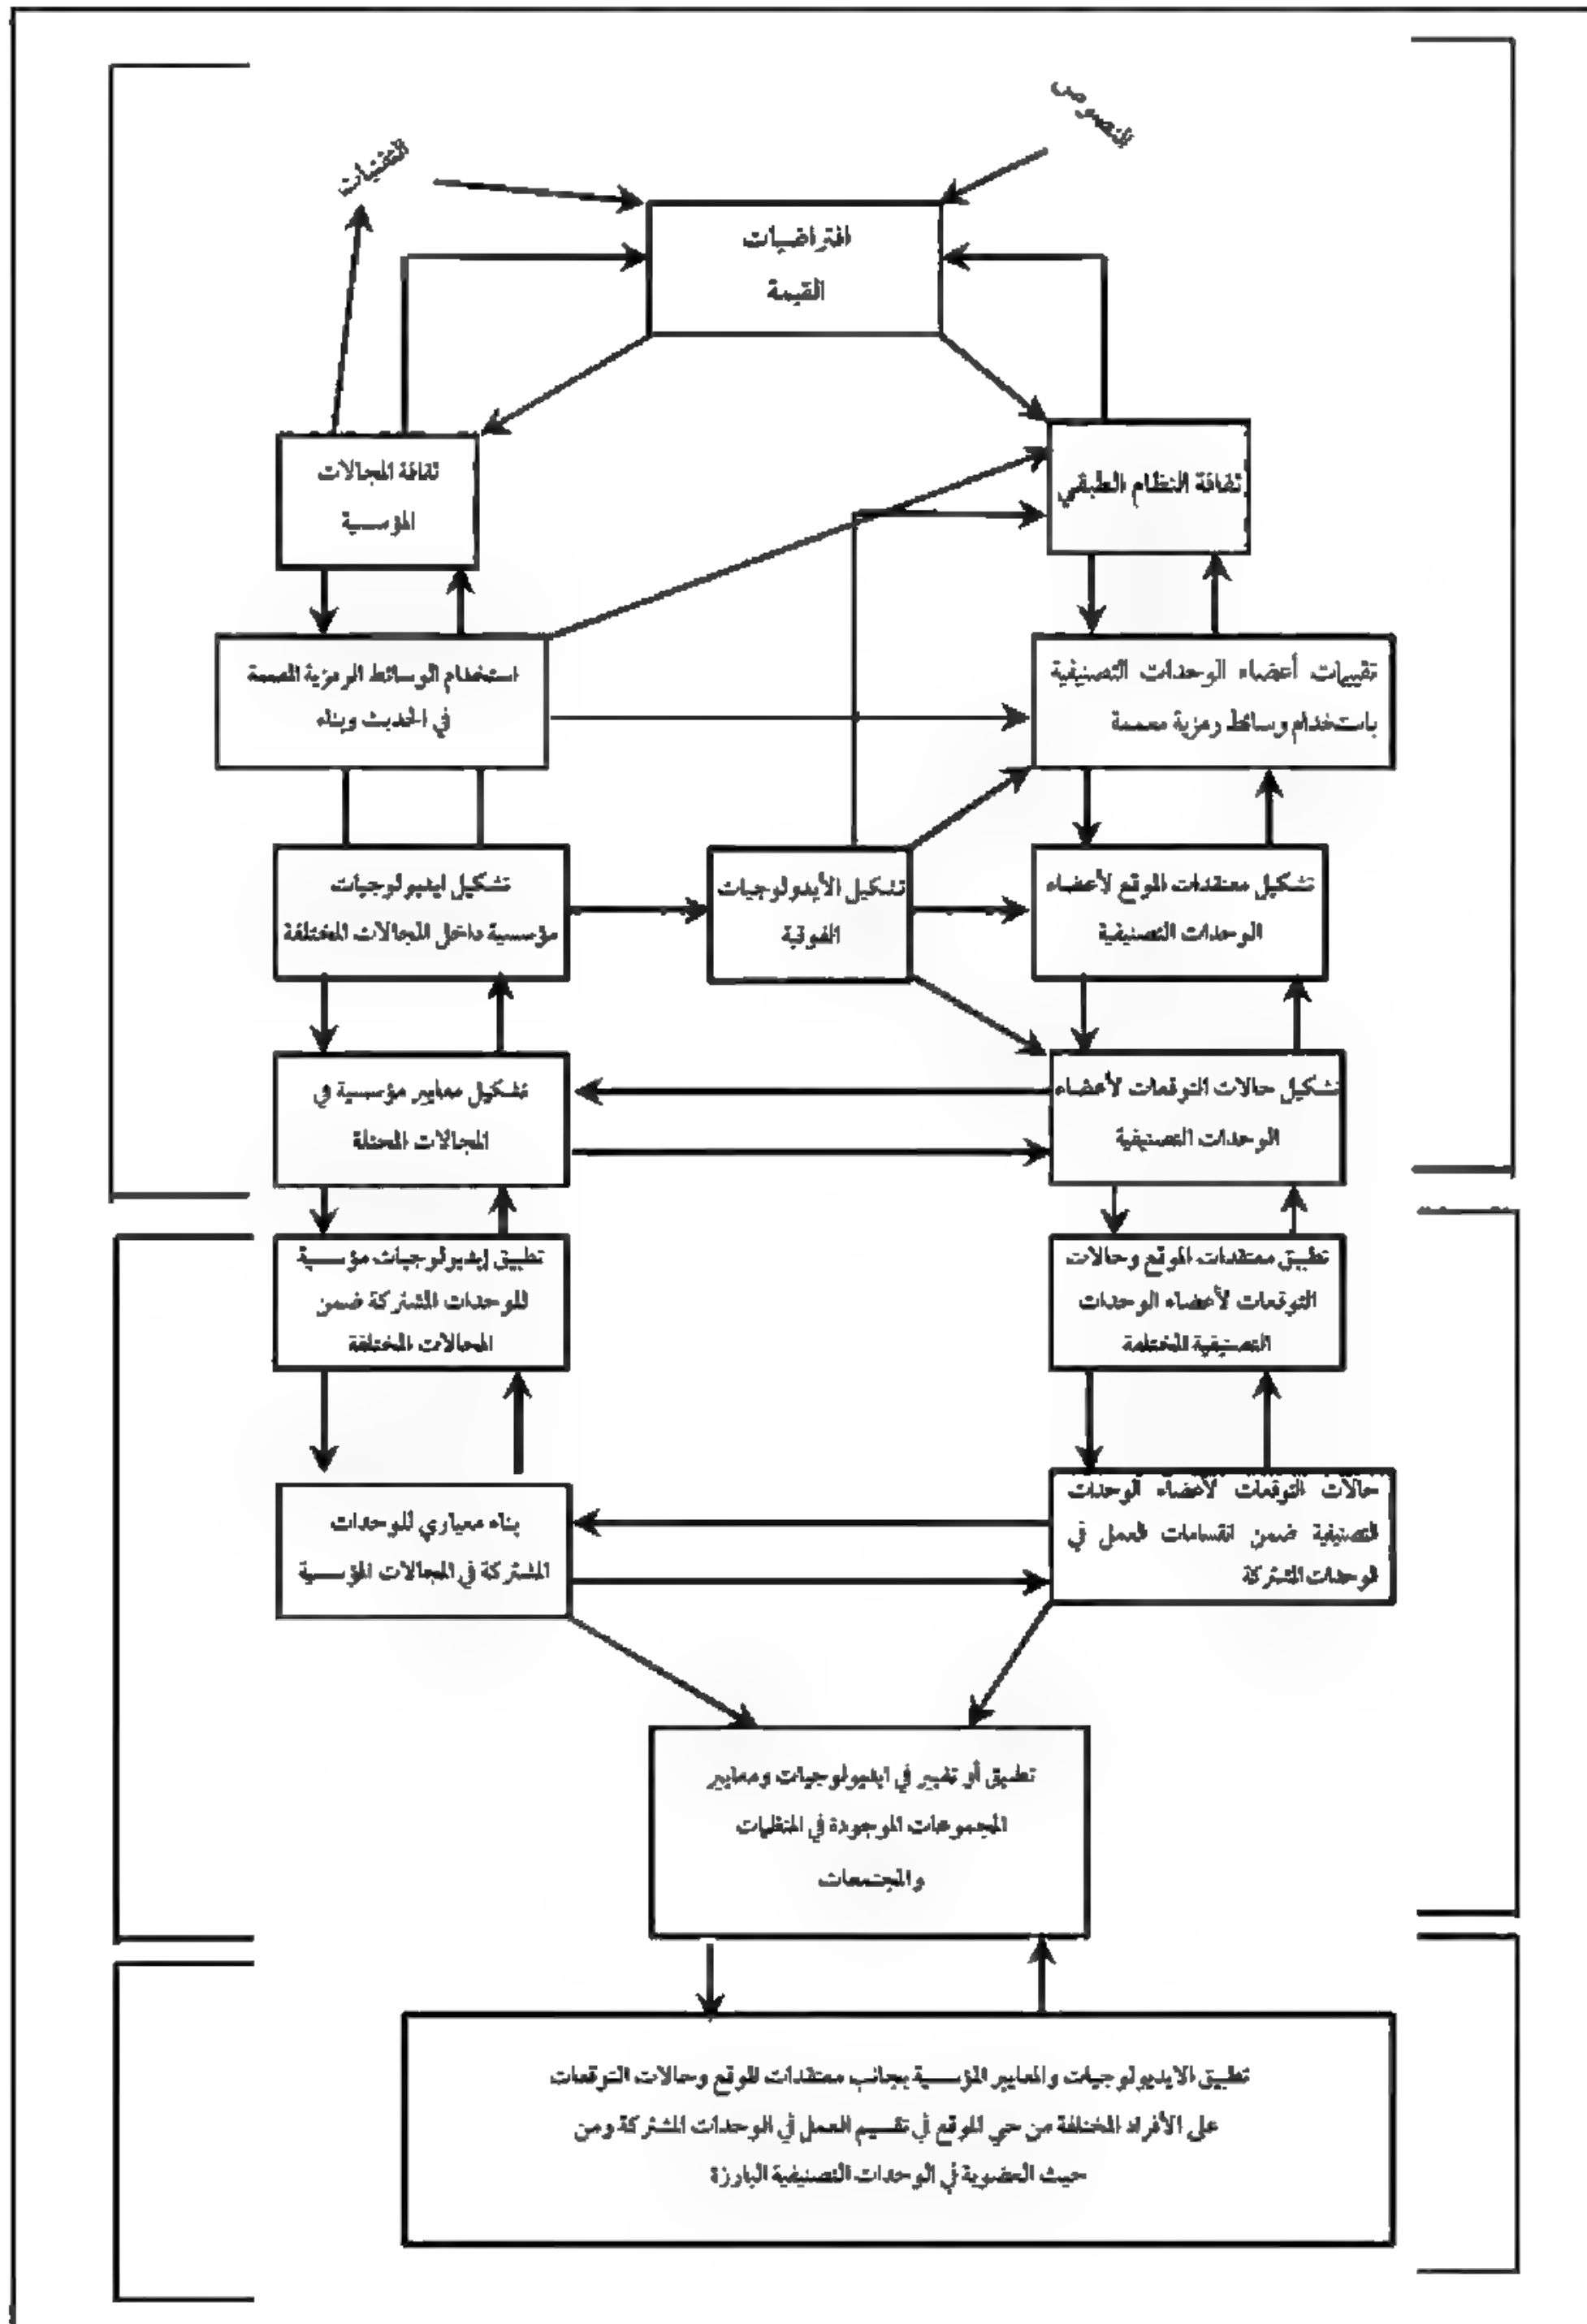 النصوص
التقنيات
افتراضيات
القيمة
ثقافة النظام الطبقي
ثقافة المجالات
المؤسسية
تقييمات أعضاء الوحدات التصنيفية
باستخدام وسائط رمزية معممة
استخدام الوسائط الرمزية المعممة
في الحديث وبناء
تشكيل معتقدات الموقع لأعضاء
الوحدات التصنيفية
تشكيل الأيدولوجيات
الفوقية
تشكيل ايديولوجيات
مؤسسية داخل المجالات المختلفة
تشكيل حالات التوقعات لأعضاء
الوحدات التصنيفية
تشكيل معايير مؤسسية في
المجالات
تطبيق معتقدات الموقع وحالات
التوقعات لأعضاء الوحدات
التصنيفية المختلفة
تطبيق إيديولوجيات مؤسسية
للوحدات المشتركة ضمن
المجالات المختلفة
حالات التوقعات لأعضاء الوحدات
التصنيفية ضمن انقسامات العمل في
الوحدات المشتركة
بناء معياري للوحدات
المشتركة في المجالات المؤسسية
تطبيق أو تغيير في ايديولوجيات ومعايير
المجموعات الموجودة في المنظمات
والمجتمعات
تطبيق الايديولوجيات والمعايير المؤسسية بجانب معتقدات الموقع وحالات التوقعات
على الأفراد المختلفة من حي الموقع في تقسيم العمل في الوحدات المشتركة ومن
حيث العضوية في الوحدات التصنيفية البارزة